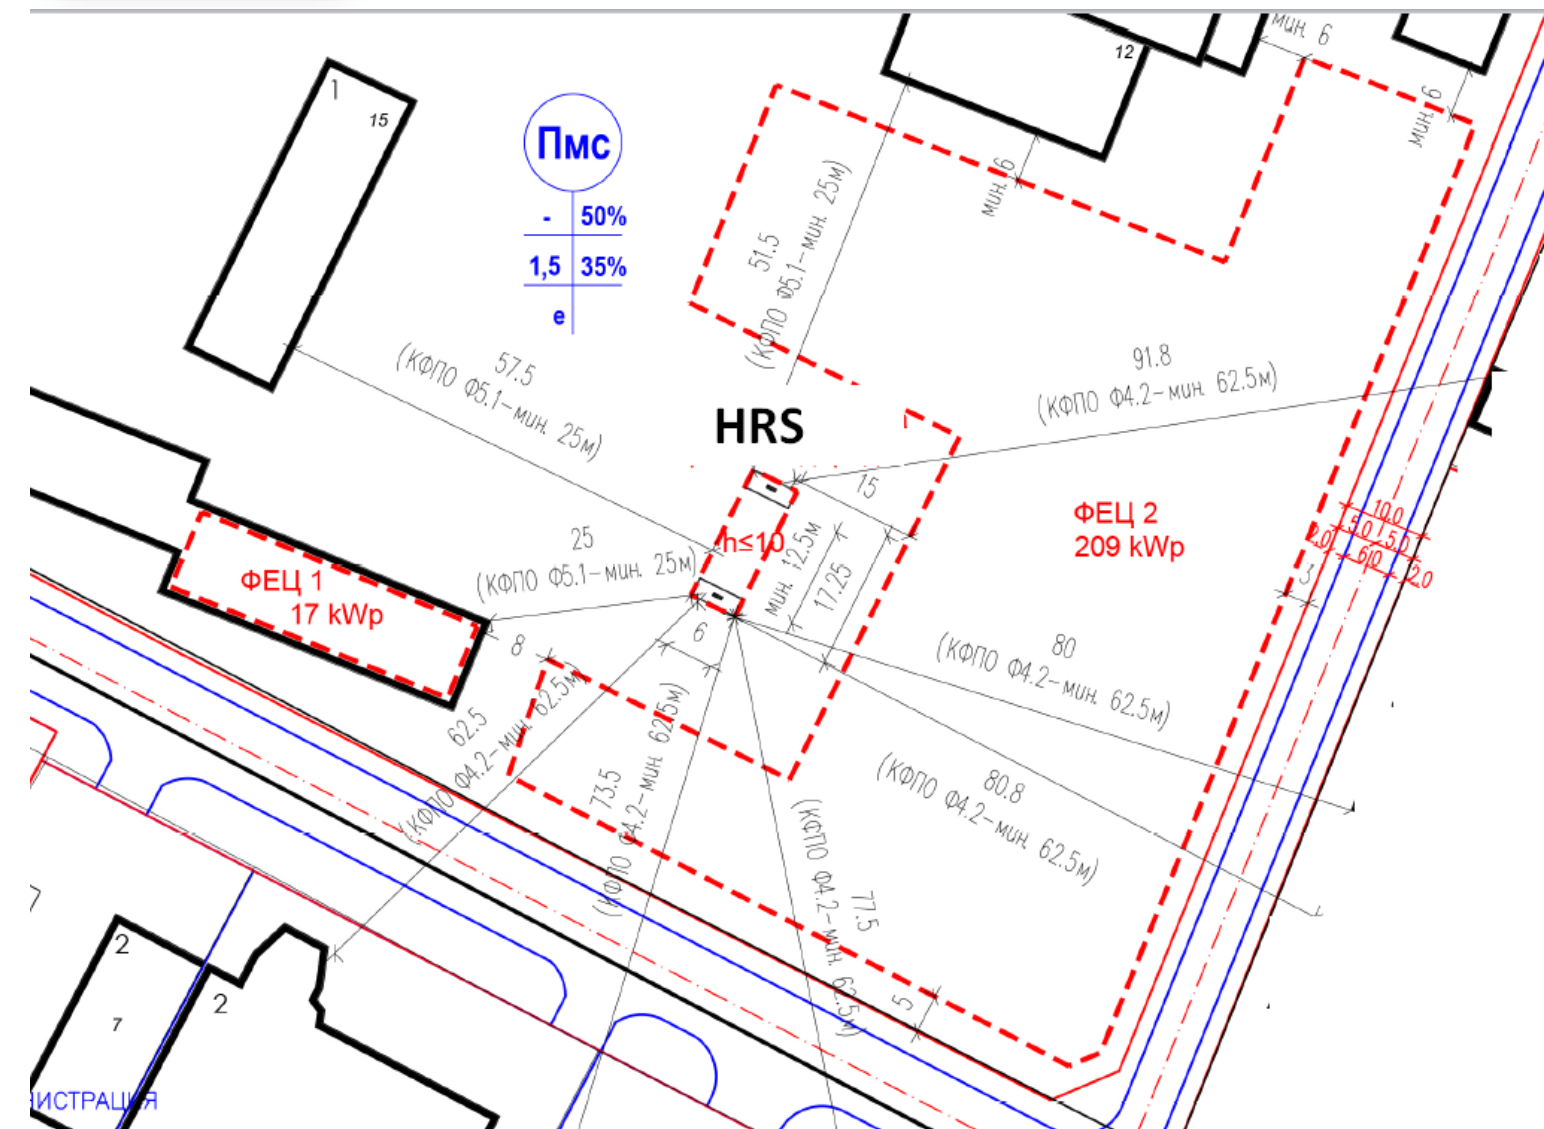 мин. 6
12
1
15
мин. 6
Пмс
- 50%
1,5 35%
е
мин. 6
51.5
(КФПО Ф5.1-мин. 25м)
57.5
(КФПО Ф5.1-мин. 25м)
91.8
(КФПО Ф4.2-мин. 62.5м)
HRS
15
ФЕЦ 2
209 kWp
10.0
5.0 5.0
2.0 6.0 2.0
3
h≤10
мин. 12.5м
17.25
25
(КФПО Ф5.1-мин. 25м)
ФЕЦ 1
17 kWp
8
6
80
(КФПО Ф4.2-мин. 62.5м)
62.5
(КФПО Ф4.2-мин. 62.5м)
73.5
(КФПО Ф4.2-мин. 62.5м)
80.8
(КФПО Ф4.2-мин. 62.5м)
77.5
(КФПО Ф4.2-мин. 62.5м)
5
2
2
7